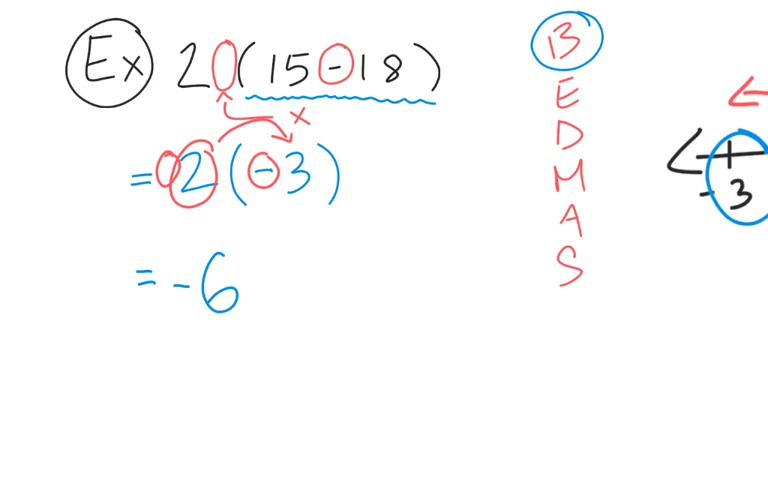 Ex 2(15-18)
x
= 2(-3)
= -6
B
E
D
M
A
S
-3